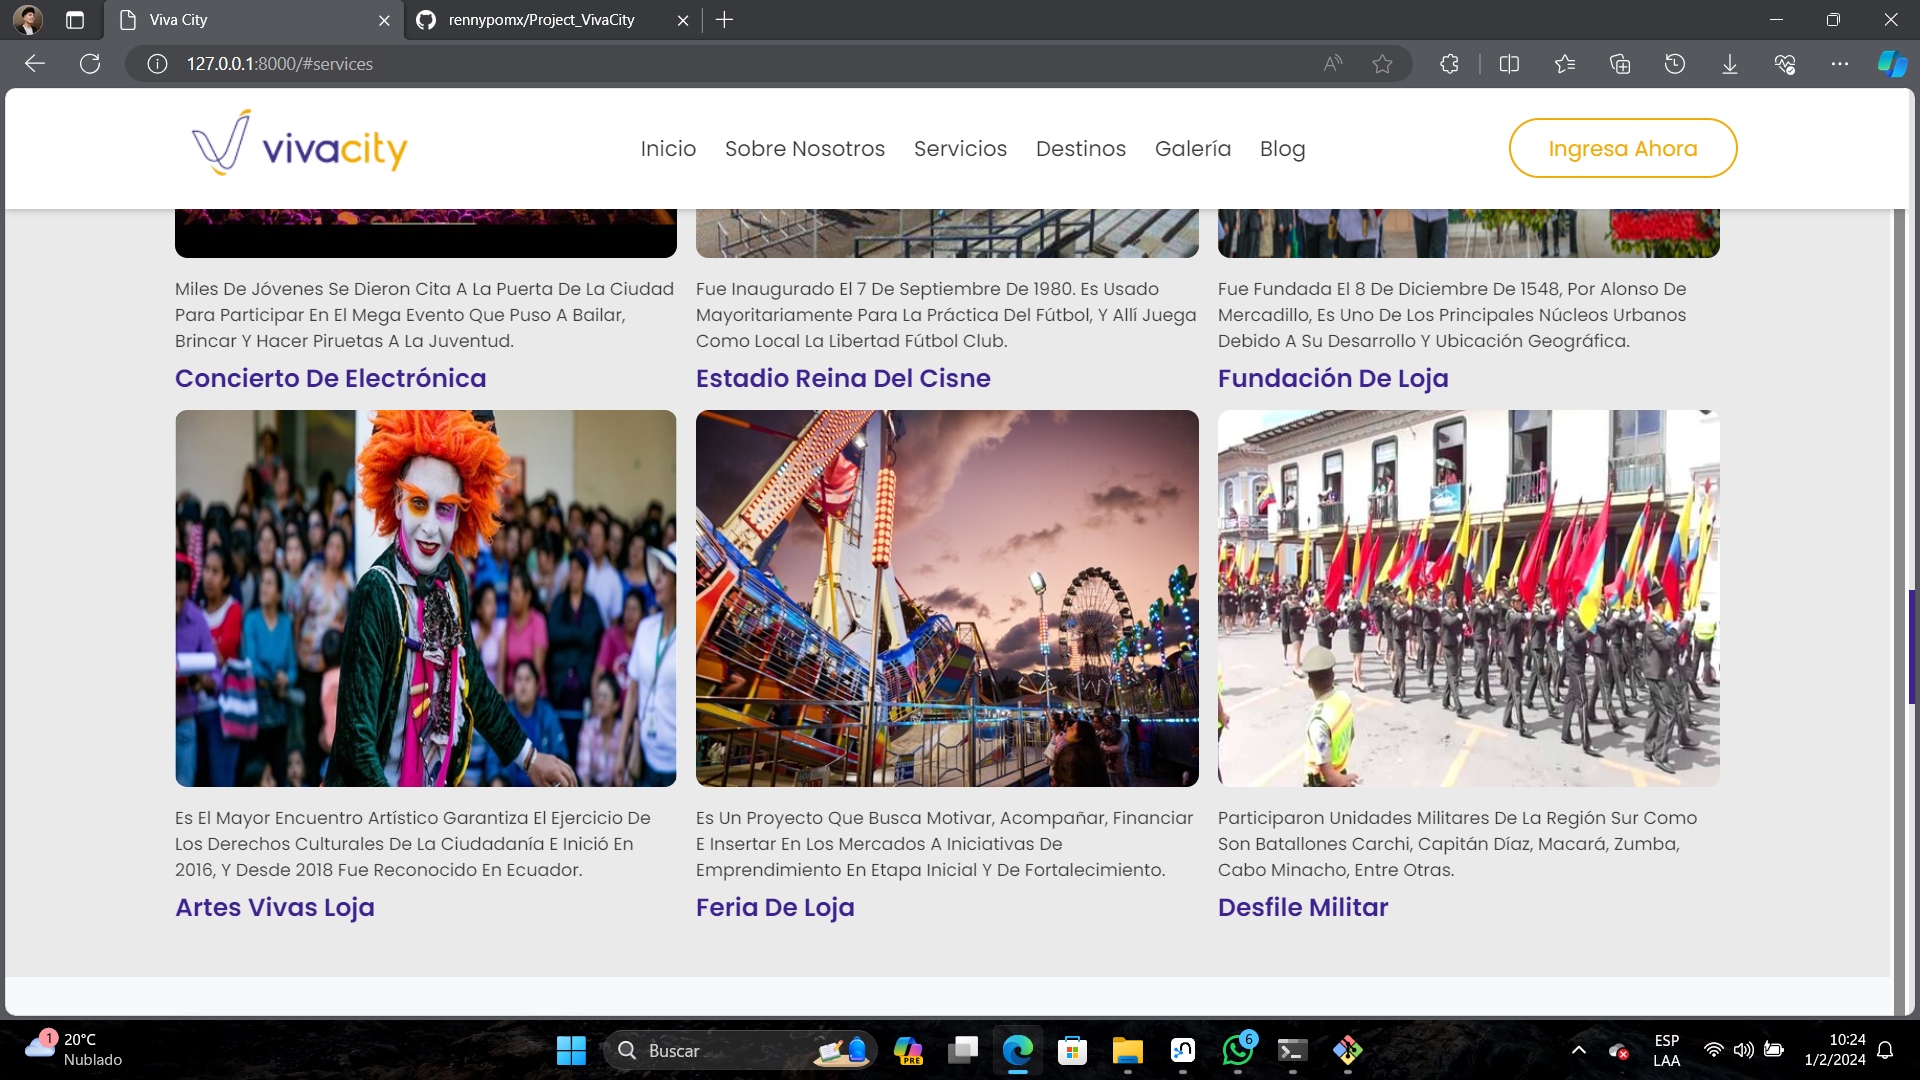 Viva City
rennypomx/Project_VivaCity
127.0.0.1:8000/#services
vivacity
Inicio
Sobre Nosotros
Servicios
Destinos
Galería
Blog
Ingresa Ahora
Miles De Jóvenes Se Dieron Cita A La Puerta De La Ciudad
Para Participar En El Mega Evento Que Puso A Bailar,
Brincar Y Hacer Piruetas A La Juventud.
Concierto De Electrónica
Fue Inaugurado El 7 De Septiembre De 1980. Es Usado
Mayoritariamente Para La Práctica Del Fútbol, Y Allí Juega
Como Local La Libertad Fútbol Club.
Estadio Reina Del Cisne
Fue Fundada El 8 De Diciembre De 1548, Por Alonso De
Mercadillo, Es Uno De Los Principales Núcleos Urbanos
Debido A Su Desarrollo Y Ubicación Geográfica.
Fundación De Loja
Es El Mayor Encuentro Artístico Garantiza El Ejercicio De
Los Derechos Culturales De La Ciudadanía E Inició En
2016, Y Desde 2018 Fue Reconocido En Ecuador.
Artes Vivas Loja
Es Un Proyecto Que Busca Motivar, Acompañar, Financiar
E Insertar En Los Mercados A Iniciativas De
Emprendimiento En Etapa Inicial Y De Fortalecimiento.
Feria De Loja
Participaron Unidades Militares De La Región Sur Como
Son Batallones Carchi, Capitán Díaz, Macará, Zumba,
Cabo Minacho, Entre Otras.
Desfile Militar
1
20°C
Nublado
Buscar
PRE
6
ESP
LAA
10:24
1/2/2024